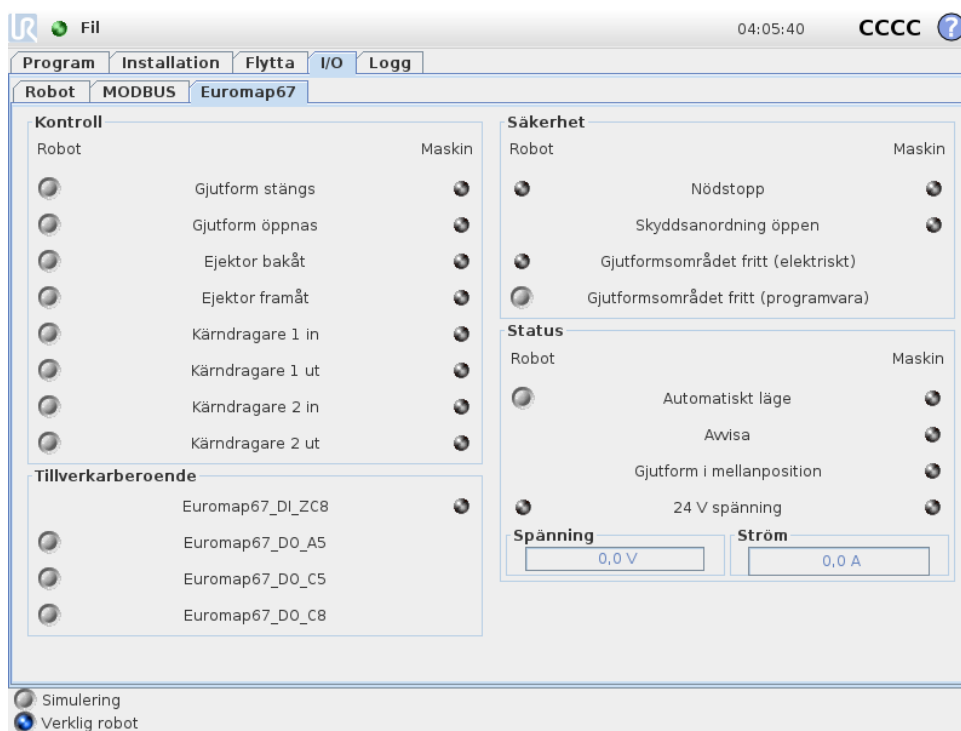 UR Fil 04:05:40 CCCC ?
Program Installation Flytta I/O Logg
Robot MODBUS Euromap67
Kontroll
Robot Maskin
Gjutform stängs
Gjutform öppnas
Ejektor bakåt
Ejektor framåt
Kärndragare 1 in
Kärndragare 1 ut
Kärndragare 2 in
Kärndragare 2 ut
Tillverkarberoende
Euromap67_DI_ZC8
Euromap67_DO_A5
Euromap67_DO_C5
Euromap67_DO_C8
Säkerhet
Robot Maskin
Nödstopp
Skyddsanordning öppen
Gjutformsområdet fritt (elektriskt)
Gjutformsområdet fritt (programvara)
Status
Robot Maskin
Automatiskt läge
Avvisa
Gjutform i mellanposition
24 V spänning
Spänning Ström
0,0 V 0,0 A
Simulering
Verklig robot